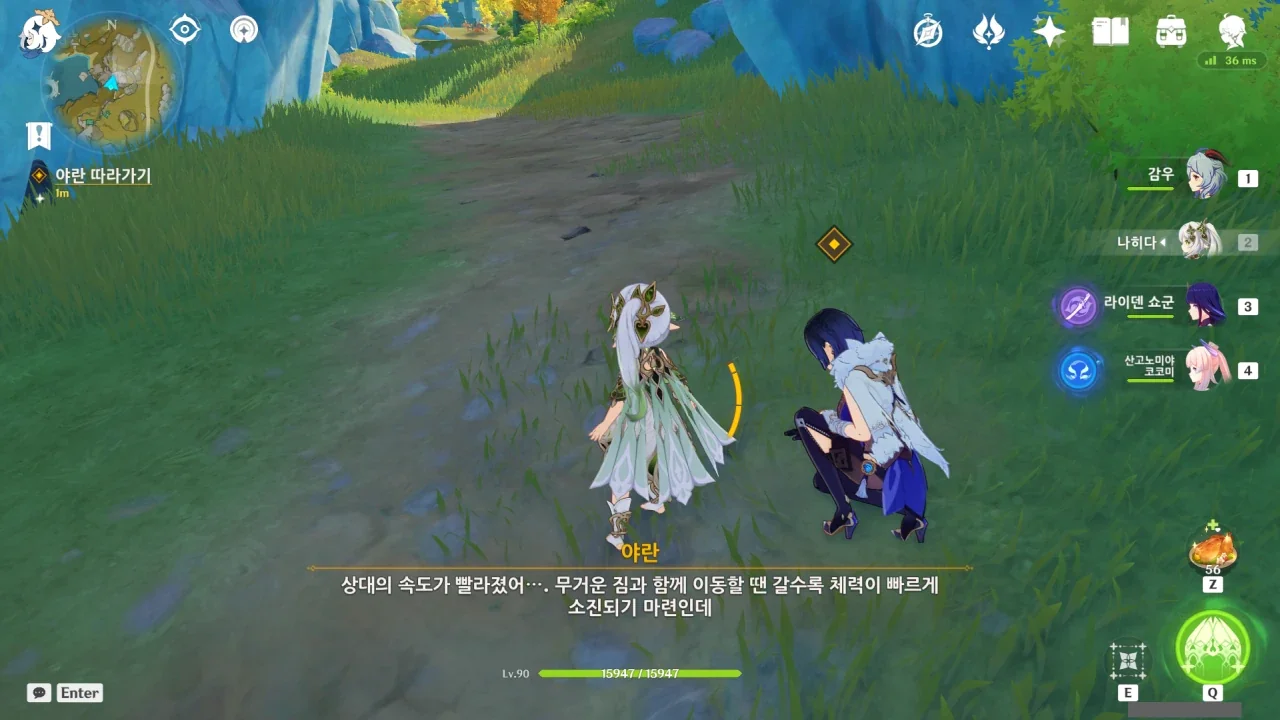 N
36 ms
야란 따라가기
1m
감우
1
나히다
2
라이덴 쇼군
3
산고노미야
코코미
4
야란
상대의 속도가 빨라졌어…. 무거운 짐과 함께 이동할 땐 갈수록 체력이 빠르게
소진되기 마련인데
56
Z
Lv.90
15947 / 15947
Enter
E
Q